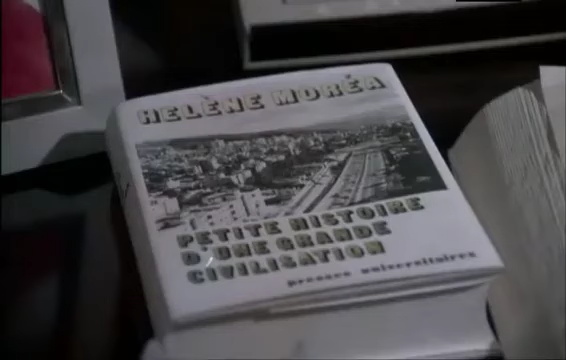 HELÈNE MORÉA
PETITE HISTOIRE
D'UNE GRANDE
CIVILISATION
presses universitaires